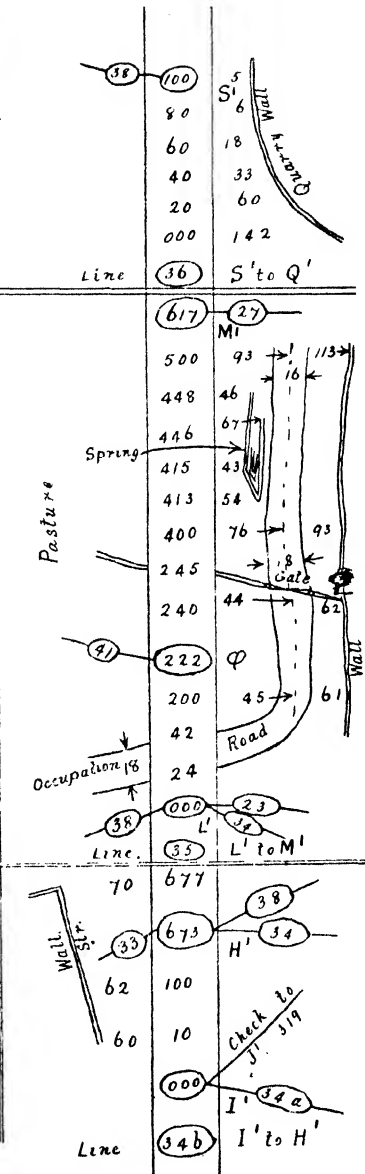 38 100 5
S'
80 6 Quarry Wall
60 18
40 33
20 60
000 142
Line 36 S' to Q'
617 27
M'
500 93 113
16
448 46
446 67
Spring
415 43
413 54
Pasture
400 76 93
245 8 Gate
240 44 62
41 222 φ
Wall
200 45 61
42 Road
Occupation 18 24
38 000 23
L' 34
Line. 35 L' to M'
70 677
38
33 673 34
H'
Wall. Str.
62 100
60 10
Check to J' 319
000 34a
I'
Line 34b I' to H'